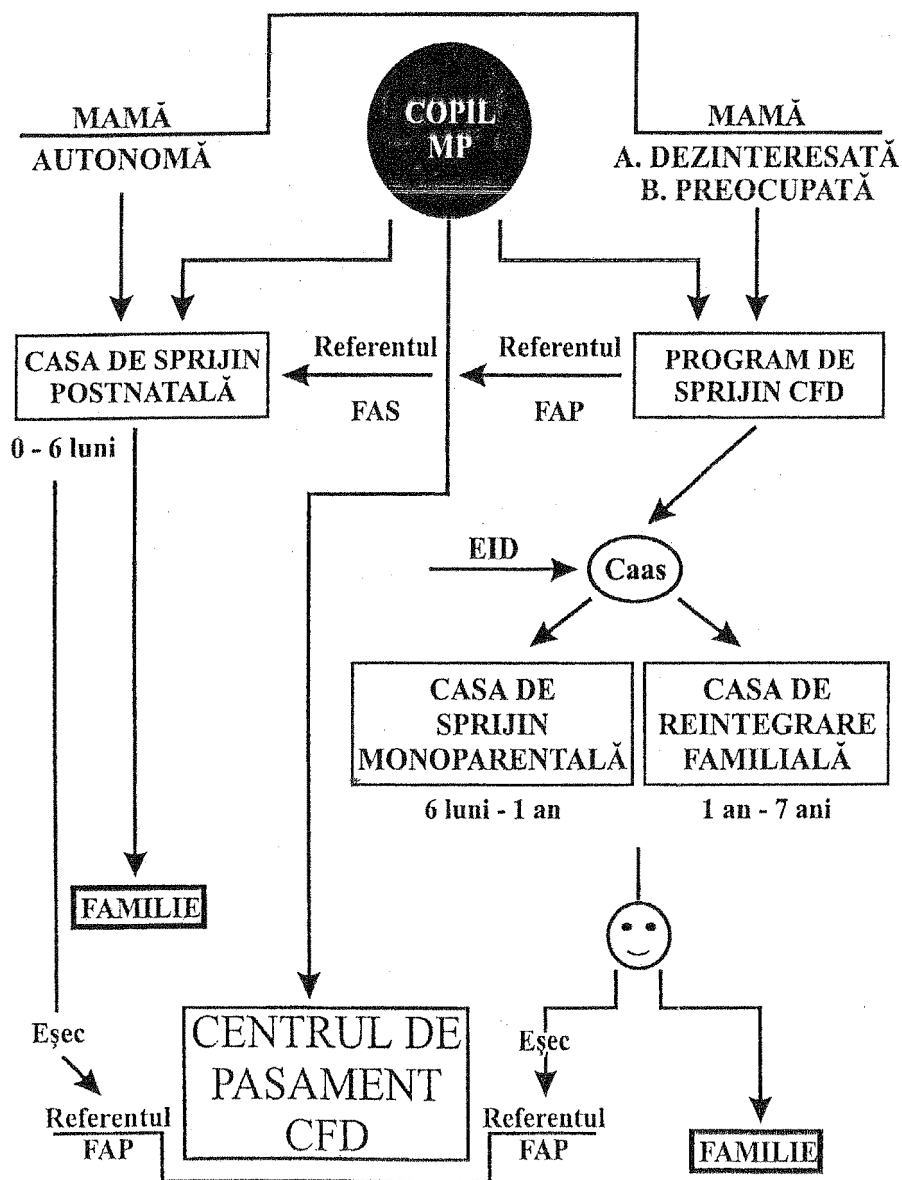 COPIL
MP
MAMĂ
AUTONOMĂ
MAMĂ
A. DEZINTERESATĂ
B. PREOCUPATĂ
CASA DE SPRIJIN
POSTNATALĂ
0 - 6 luni
Referentul
FAS
Referentul
FAP
PROGRAM DE
SPRIJIN CFD
EID
Caas
CASA DE
SPRIJIN
MONOPARENTALĂ
6 luni - 1 an
CASA DE
REINTEGRARE
FAMILIALĂ
1 an - 7 ani
FAMILIE
Eșec
Referentul
FAP
CENTRUL DE
PASAMENT
CFD
Eșec
Referentul
FAP
FAMILIE